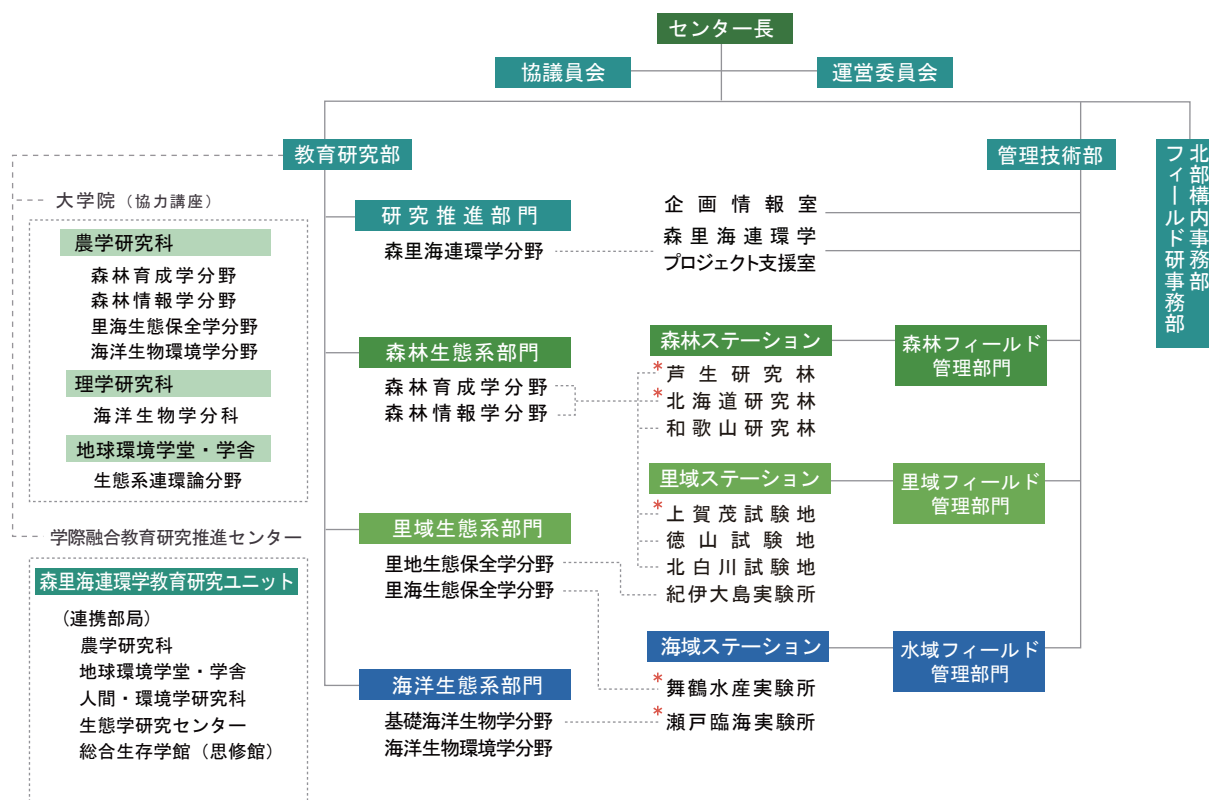 センター長
協議員会
運営委員会
教育研究部
管理技術部
北部構内事務部
フィールド研事務部
大学院（協力講座）
農学研究科
森林育成学分野
森林情報学分野
里海生態保全学分野
海洋生物環境学分野
理学研究科
海洋生物学分科
地球環境学堂・学舎
生態系連環論分野
学際融合教育研究推進センター
森里海連環学教育研究ユニット
（連携部局）
農学研究科
地球環境学堂・学舎
人間・環境学研究科
生態学研究センター
総合生存学館（思修館）
研究推進部門
森里海連環学分野
森林生態系部門
森林育成学分野
森林情報学分野
里域生態系部門
里地生態保全学分野
里海生態保全学分野
海洋生態系部門
基礎海洋生物学分野
海洋生物環境学分野
企画情報室
森里海連環学
プロジェクト支援室
森林ステーション
*芦生研究林
*北海道研究林
和歌山研究林
里域ステーション
*上賀茂試験地
徳山試験地
北白川試験地
紀伊大島実験所
海域ステーション
*舞鶴水産実験所
*瀬戸臨海実験所
森林フィールド
管理部門
里域フィールド
管理部門
水域フィールド
管理部門